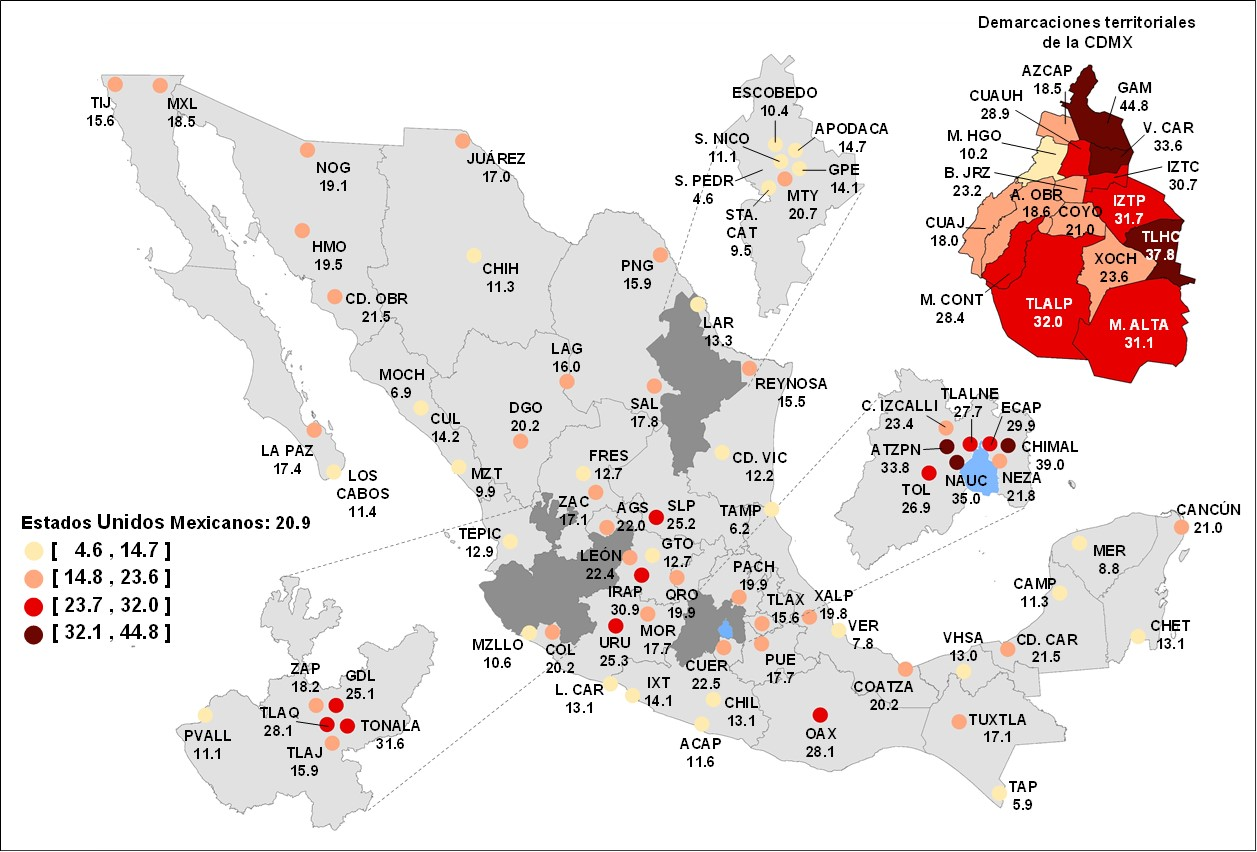 Demarcaciones territoriales
de la CDMX
AZCAP
18.5
GAM
44.8
CUAUH
28.9
V. CAR
33.6
M. HGO
10.2
IZTC
30.7
B. JRZ
23.2
A. OBR
18.6
COYO
21.0
IZTP
31.7
CUAJ
18.0
TLHC
37.8
XOCH
23.6
M. CONT
28.4
TLALP
32.0
M. ALTA
31.1
ESCOBEDO
10.4
S. NICO
11.1
APODACA
14.7
S. PEDR
4.6
GPE
14.1
MTY
20.7
STA.
CAT
9.5
TIJ
15.6
MXL
18.5
NOG
19.1
JUÁREZ
17.0
HMO
19.5
CHIH
11.3
PNG
15.9
CD. OBR
21.5
LAR
13.3
LAG
16.0
MOCH
6.9
REYNOSA
15.5
SAL
17.8
CUL
14.2
DGO
20.2
LA PAZ
17.4
LOS
CABOS
11.4
MZT
9.9
FRES
12.7
CD. VIC
12.2
ZAC
17.1
AGS
22.0
SLP
25.2
TAMP
6.2
TEPIC
12.9
LEÓN
22.4
GTO
12.7
IRAP
30.9
QRO
19.9
PACH
19.9
TLAX
15.6
XALP
19.8
VER
7.8
MZLLO
10.6
COL
20.2
URU
25.3
MOR
17.7
CUER
22.5
PUE
17.7
L. CAR
13.1
IXT
14.1
CHIL
13.1
ACAP
11.6
OAX
28.1
COATZA
20.2
VHSA
13.0
CD. CAR
21.5
TUXTLA
17.1
TAP
5.9
CAMP
11.3
MER
8.8
CANCÚN
21.0
CHET
13.1
C. IZCALLI
23.4
TLALNE
27.7
ECAP
29.9
ATZPN
33.8
CHIMAL
39.0
NAUC
35.0
NEZA
21.8
TOL
26.9
Estados Unidos Mexicanos: 20.9
[ 4.6 , 14.7 ]
[ 14.8 , 23.6 ]
[ 23.7 , 32.0 ]
[ 32.1 , 44.8 ]
ZAP
18.2
GDL
25.1
TLAQ
28.1
TONALA
31.6
PVALL
11.1
TLAJ
15.9